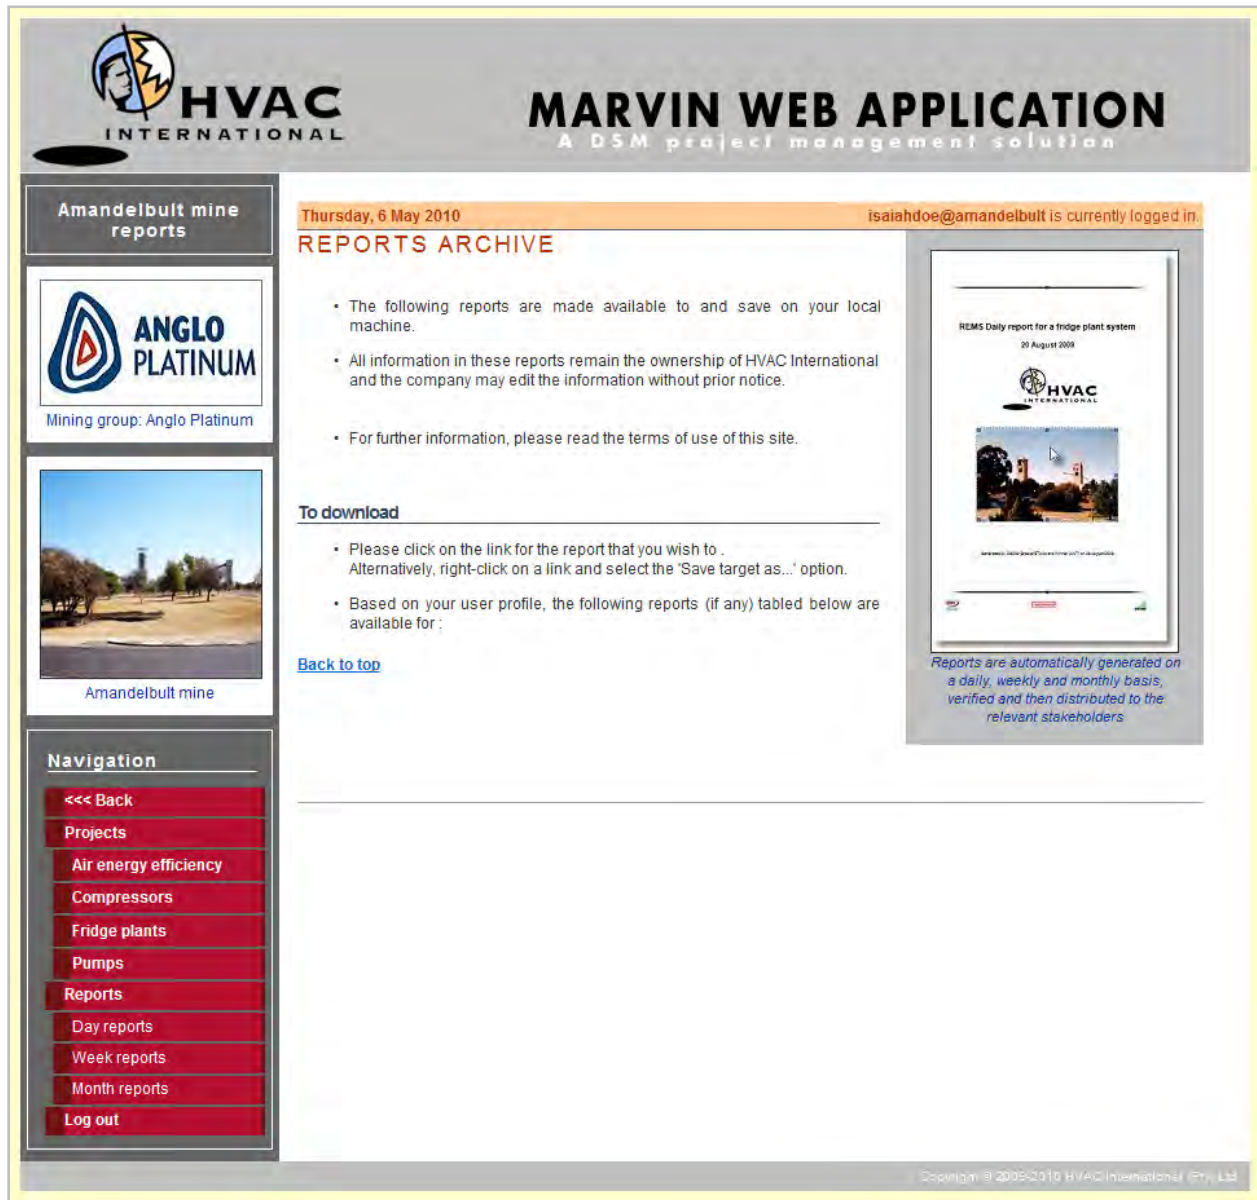 HVAC
INTERNATIONAL
MARVIN WEB APPLICATION
A DSM project management solution
Amandelbult mine
reports
ANGLO
PLATINUM
Mining group: Anglo Platinum
Amandelbult mine
Navigation
<<< Back
Projects
Air energy efficiency
Compressors
Fridge plants
Pumps
Reports
Day reports
Week reports
Month reports
Log out
Thursday, 6 May 2010
isaiahdoe@amandelbult is currently logged in.
REPORTS ARCHIVE
• The following reports are made available to and save on your local
machine.
• All information in these reports remain the ownership of HVAC International
and the company may edit the information without prior notice.
• For further information, please read the terms of use of this site.
To download
• Please click on the link for the report that you wish to .
Alternatively, right-click on a link and select the 'Save target as...' option.
• Based on your user profile, the following reports (if any) tabled below are
available for :
Back to top
REMS Daily report for a fridge plant system
20 August 2009
HVAC
INTERNATIONAL
Reports are automatically generated on
a daily, weekly and monthly basis,
verified and then distributed to the
relevant stakeholders
Copyright © 2009-2010 HVAC International (Pty) Ltd